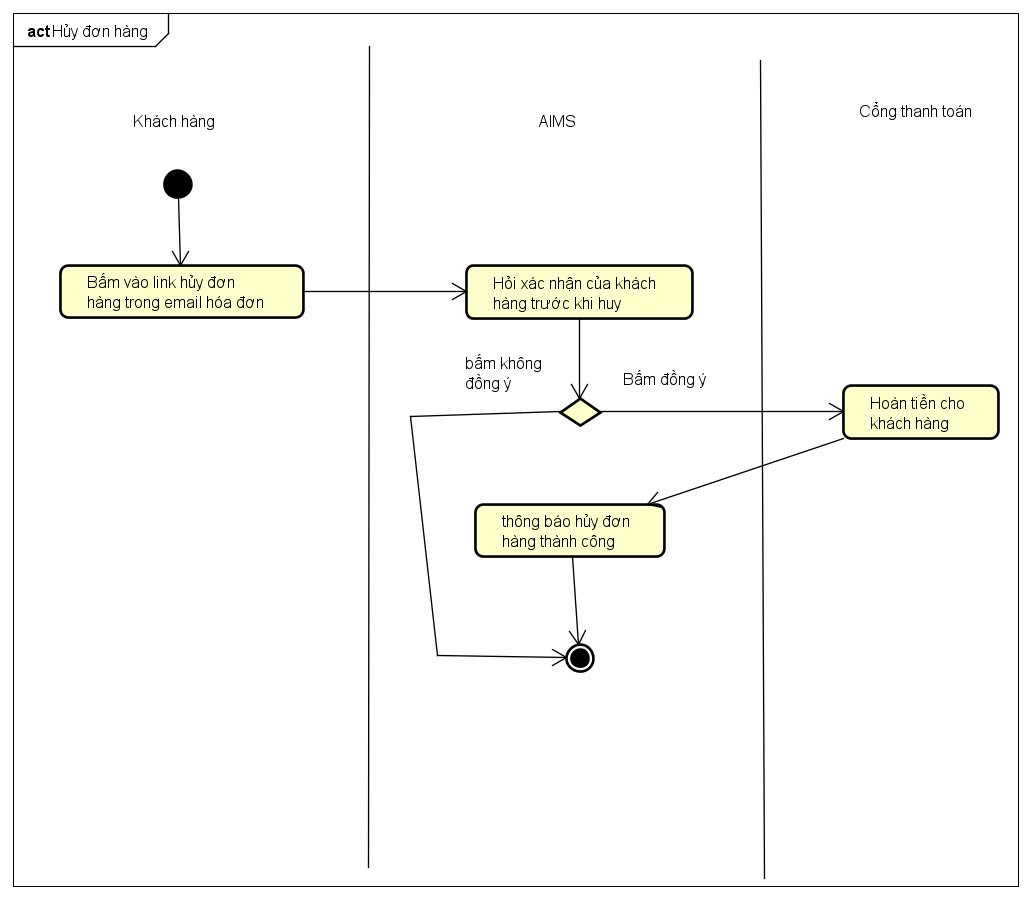 act Hủy đơn hàng
Khách hàng
AIMS
Cổng thanh toán
Bấm vào link hủy đơn
hàng trong email hóa đơn
Hỏi xác nhận của khách
hàng trước khi huy
bấm không
đồng ý
Bấm đồng ý
Hoàn tiền cho
khách hàng
thông báo hủy đơn
hàng thành công